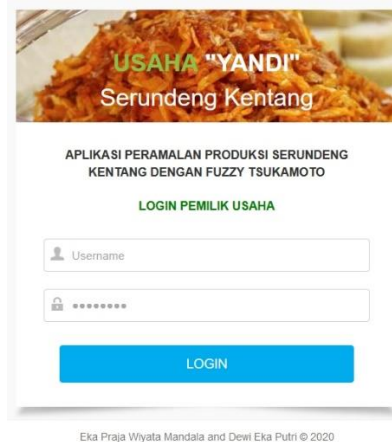 USAHA "YANDI"
Serundeng Kentang
APLIKASI PERAMALAN PRODUKSI SERUNDENG
KENTANG DENGAN FUZZY TSUKAMOTO
LOGIN PEMILIK USAHA
Username
••••••••
LOGIN
Eka Praja Wiyata Mandala and Dewi Eka Putri © 2020